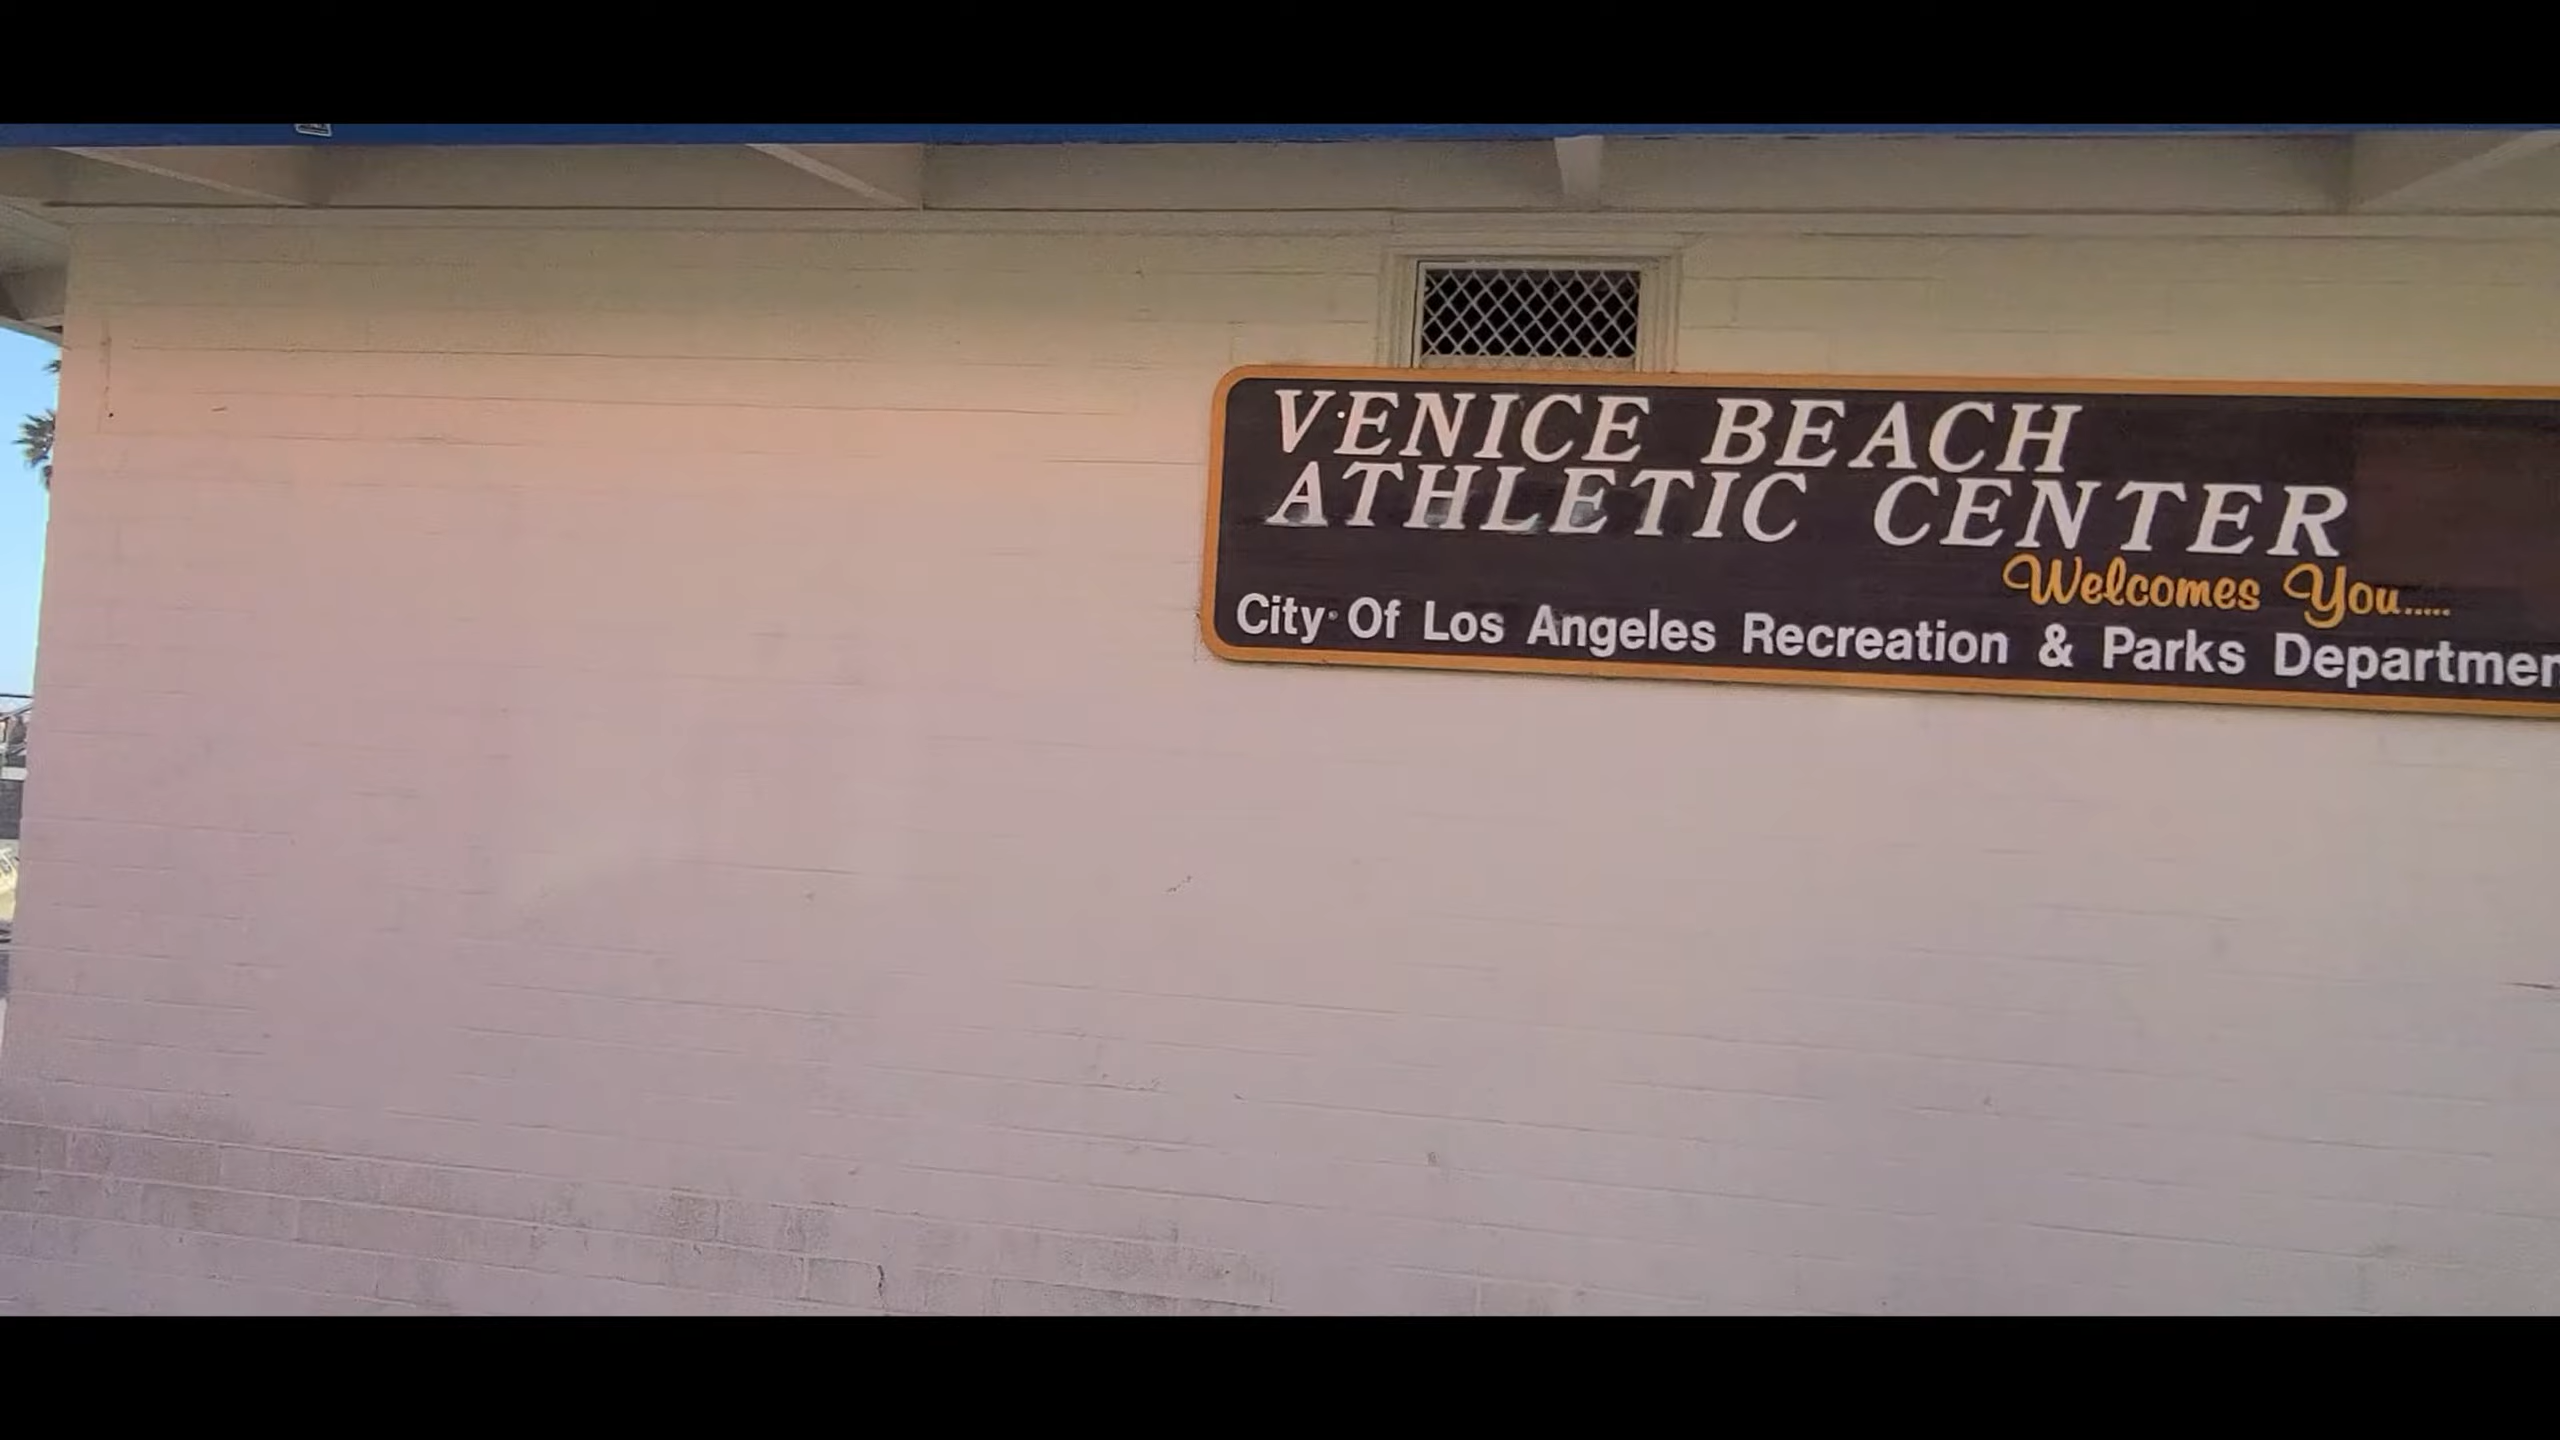 VENICE BEACH
ATHLETIC CENTER
Welcomes You.....
City Of Los Angeles Recreation & Parks Departmen